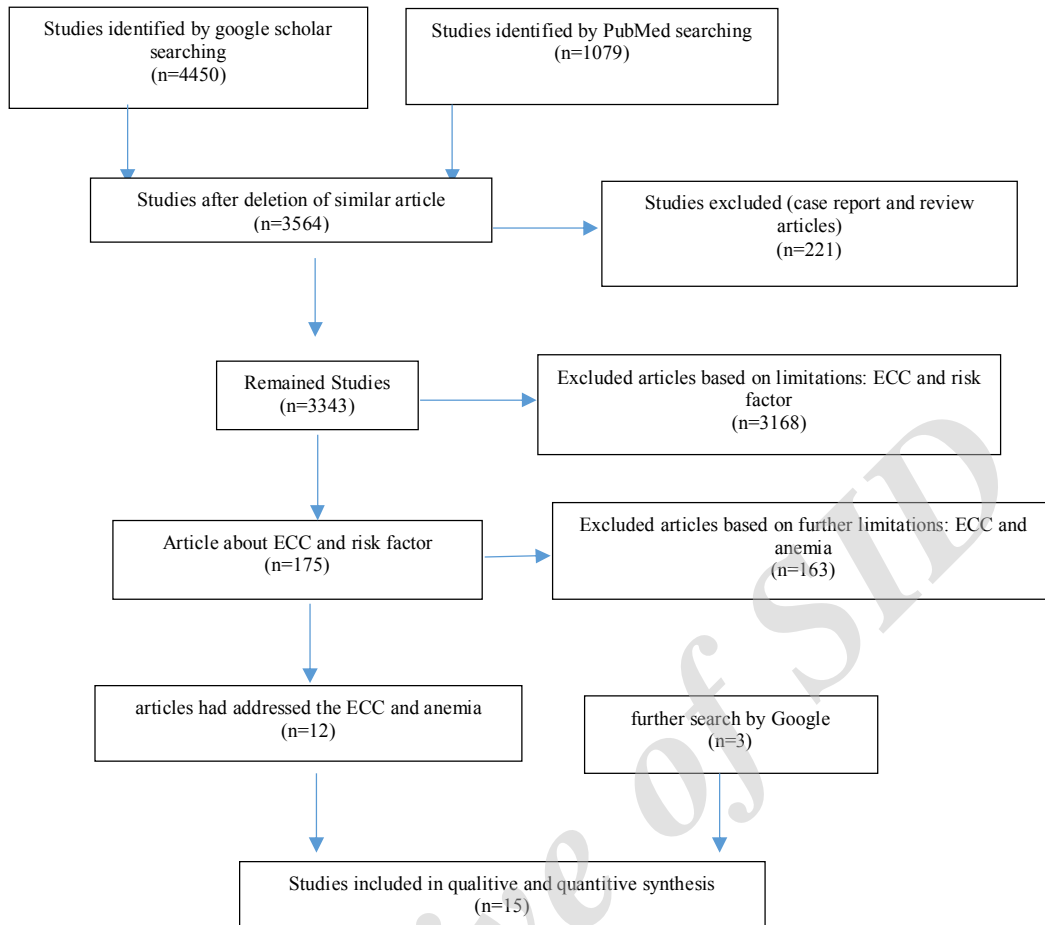 Studies identified by google scholar
searching
(n=4450)
Studies identified by PubMed searching
(n=1079)
Studies after deletion of similar article
(n=3564)
Studies excluded (case report and review
articles)
(n=221)
Remained Studies
(n=3343)
Excluded articles based on limitations: ECC and risk
factor
(n=3168)
Article about ECC and risk factor
(n=175)
Excluded articles based on further limitations: ECC and
anemia
(n=163)
articles had addressed the ECC and anemia
(n=12)
further search by Google
(n=3)
Studies included in qualitive and quantitive synthesis
(n=15)
ive of SID